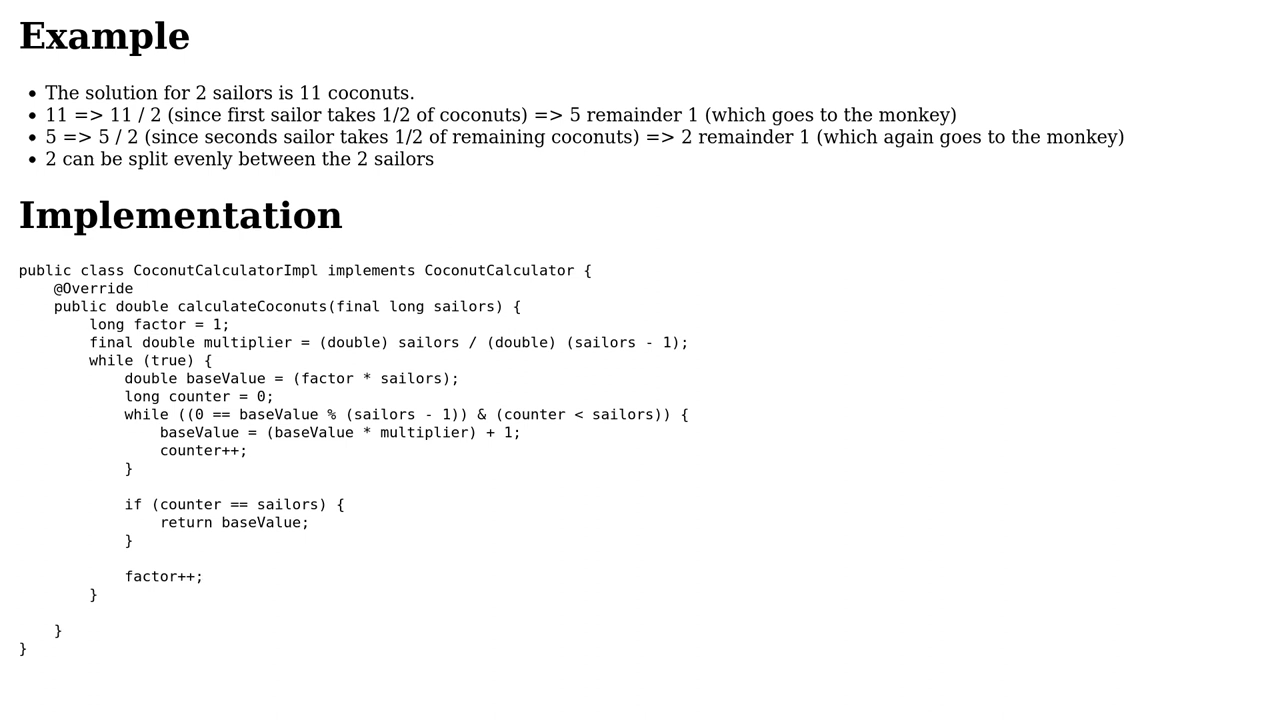 Example
• The solution for 2 sailors is 11 coconuts.
• 11 => 11 / 2 (since first sailor takes 1/2 of coconuts) => 5 remainder 1 (which goes to the monkey)
• 5 => 5 / 2 (since seconds sailor takes 1/2 of remaining coconuts) => 2 remainder 1 (which again goes to the monkey)
• 2 can be split evenly between the 2 sailors
Implementation
public class CoconutCalculatorImpl implements CoconutCalculator {
    @Override
    public double calculateCoconuts(final long sailors) {
        long factor = 1;
        final double multiplier = (double) sailors / (double) (sailors - 1);
        while (true) {
            double baseValue = (factor * sailors);
            long counter = 0;
            while ((0 == baseValue % (sailors - 1)) & (counter < sailors)) {
                baseValue = (baseValue * multiplier) + 1;
                counter++;
            }
            if (counter == sailors) {
                return baseValue;
            }
            factor++;
        }
    }
}